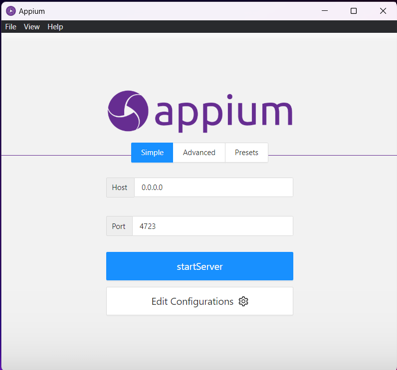 Appium
File View Help
appium
Simple Advanced Presets
Host 0.0.0.0
Port 4723
startServer
Edit Configurations